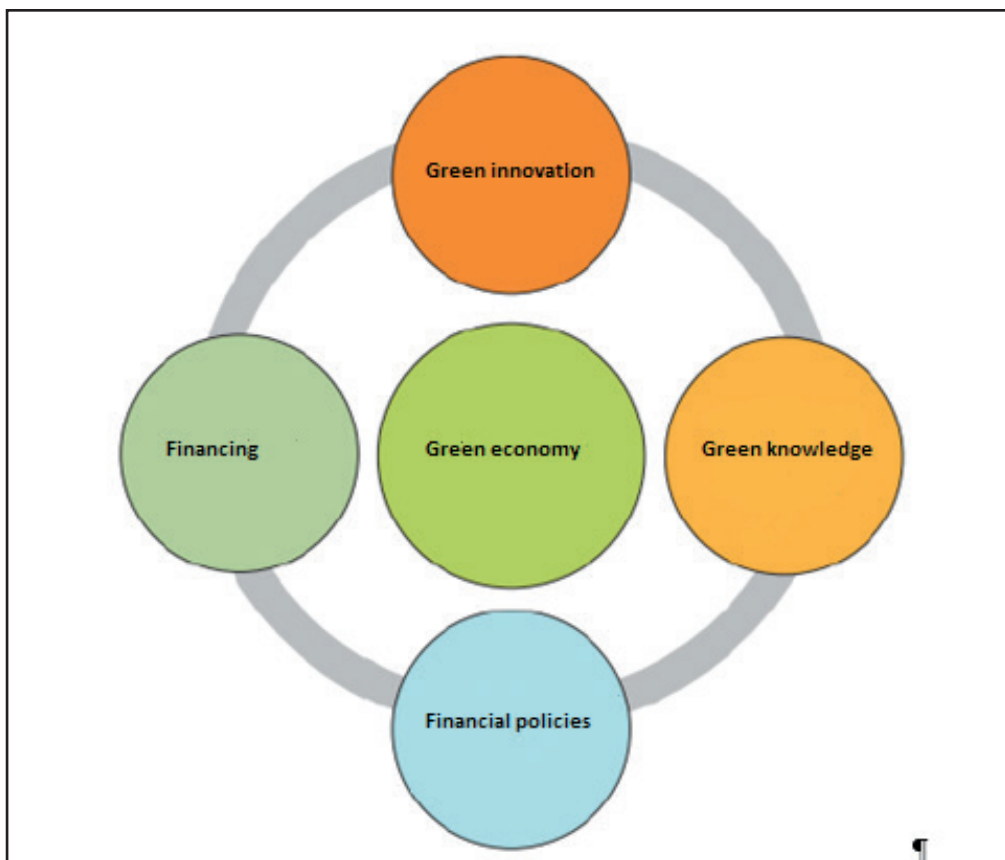 Green innovation
Financing
Green economy
Green knowledge
Financial policies
¶